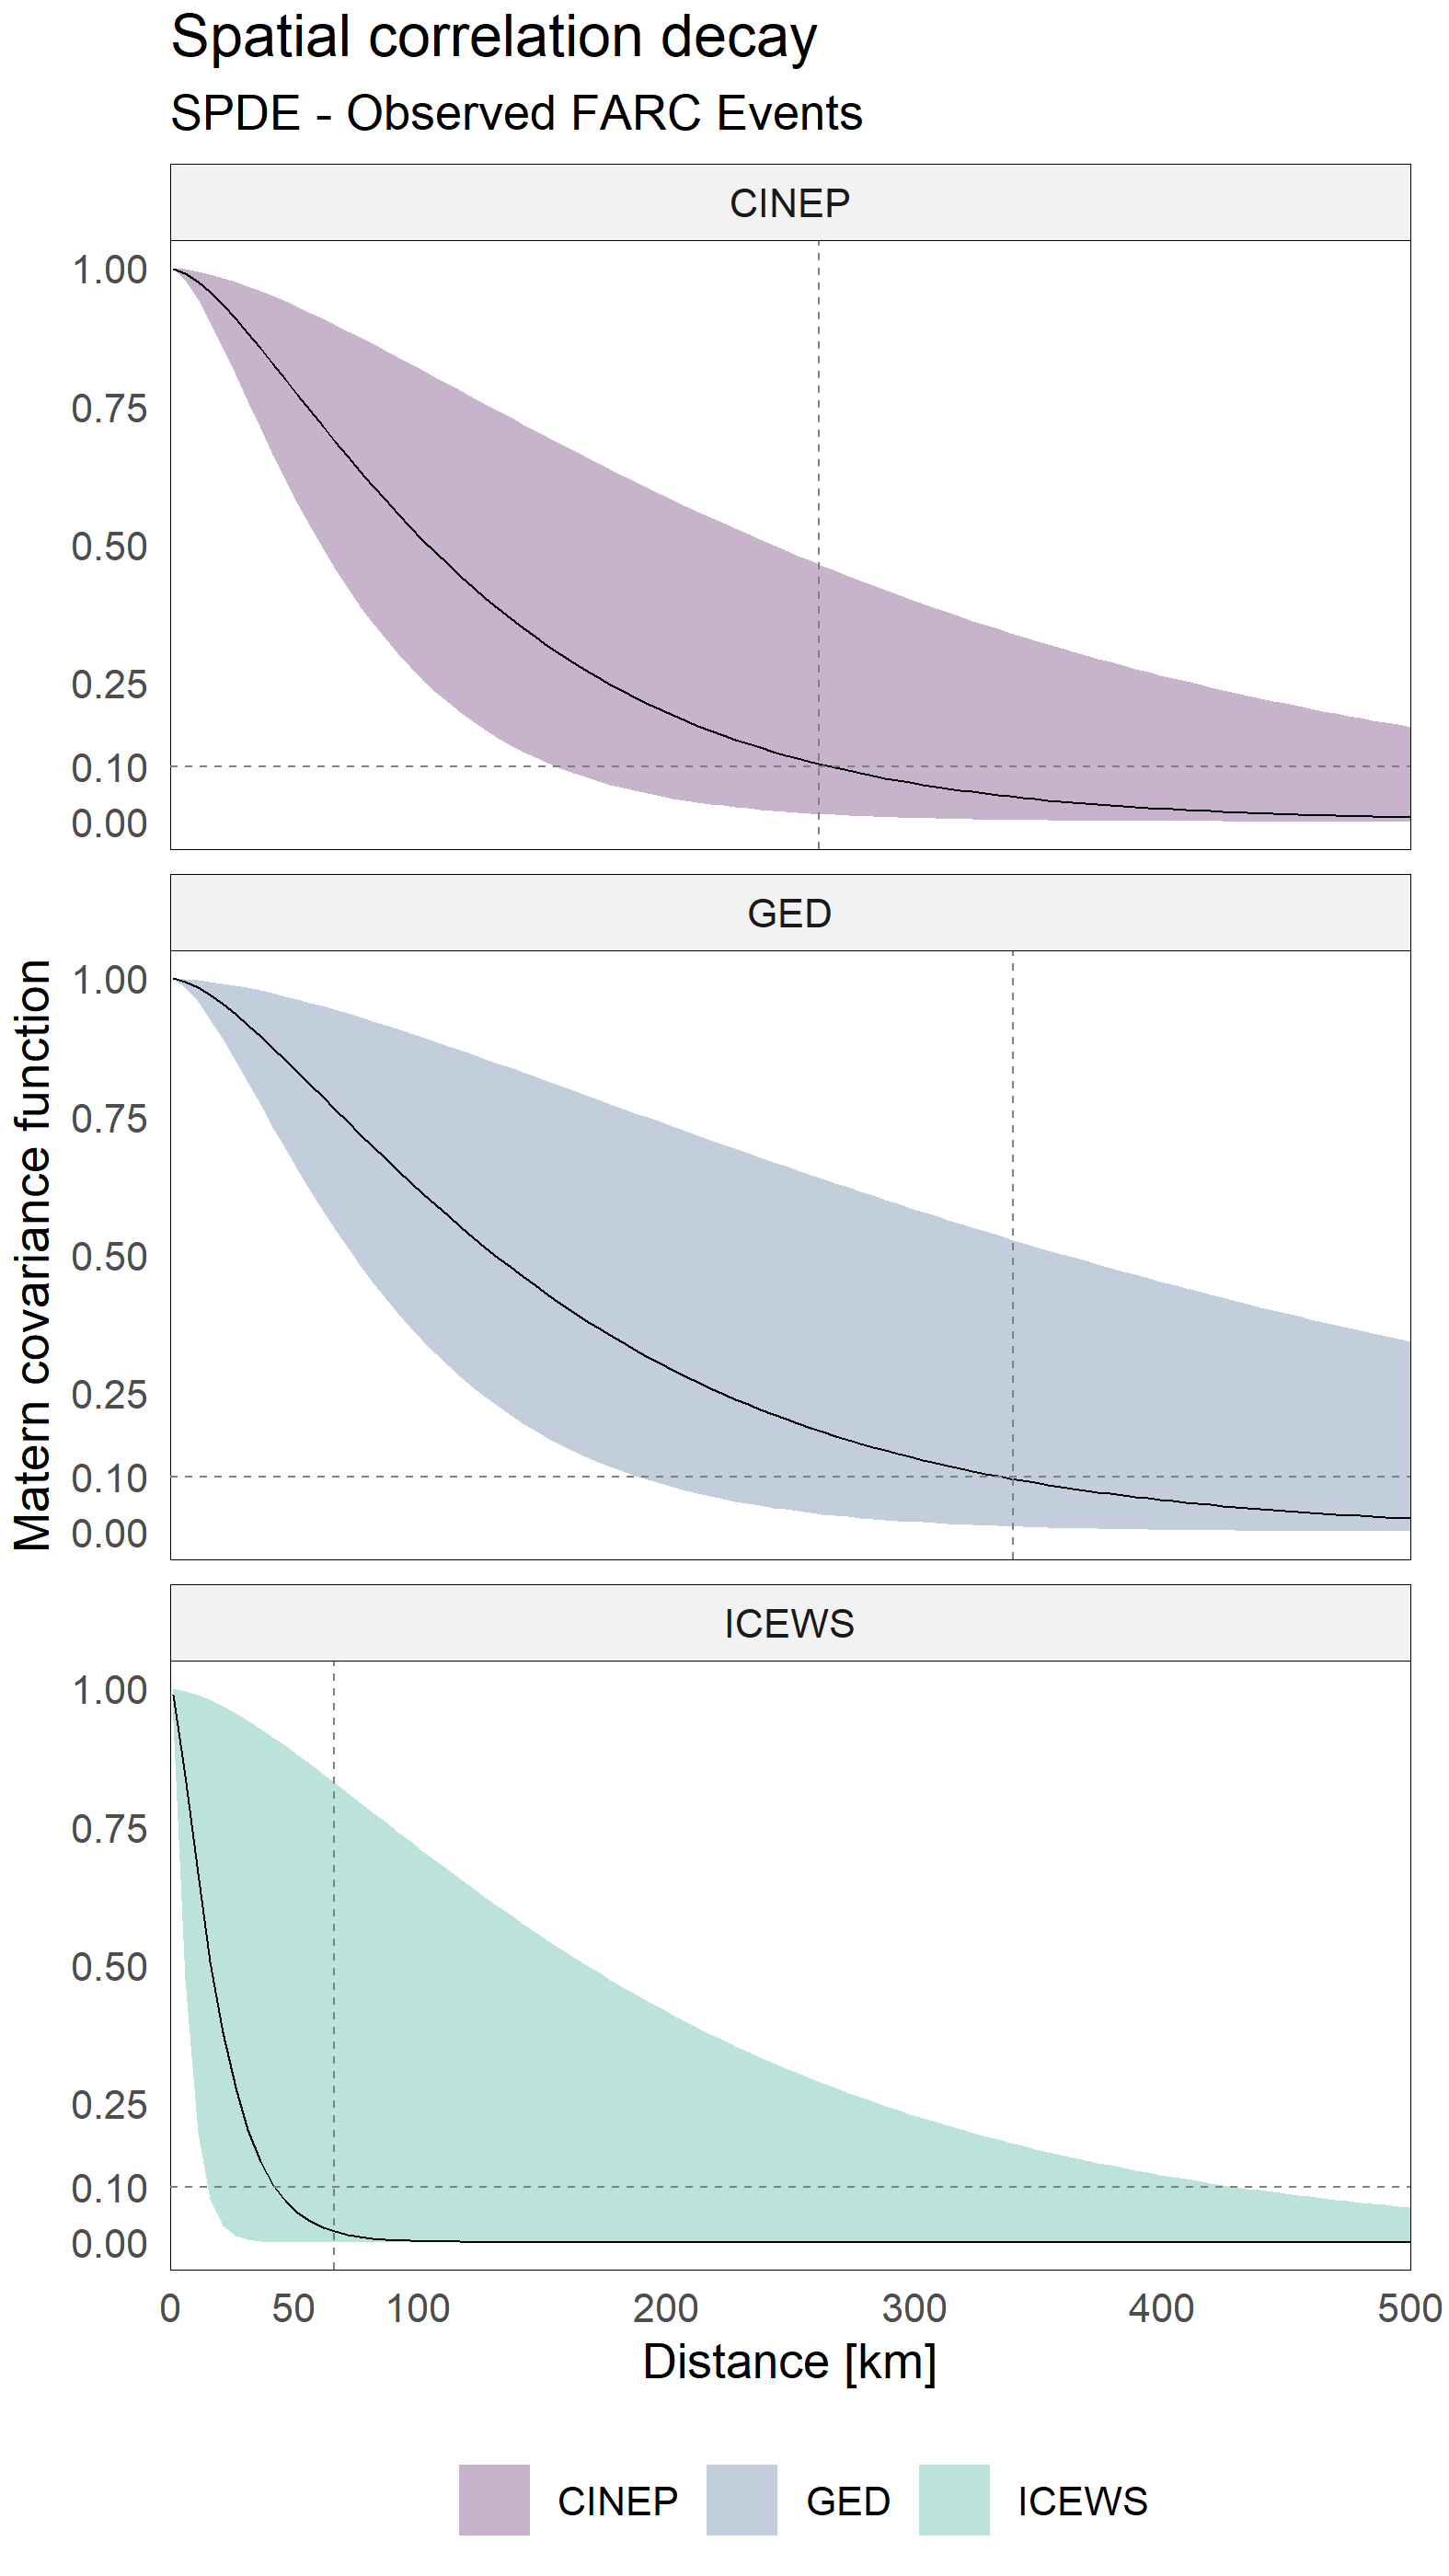 Spatial correlation decay
SPDE - Observed FARC Events
CINEP
1.00
0.75
0.50
0.25
0.10
0.00
GED
1.00
0.75
0.50
0.25
0.10
0.00
Matern covariance function
ICEWS
1.00
0.75
0.50
0.25
0.10
0.00
0 50 100 200 300 400 500
Distance [km]
CINEP GED ICEWS